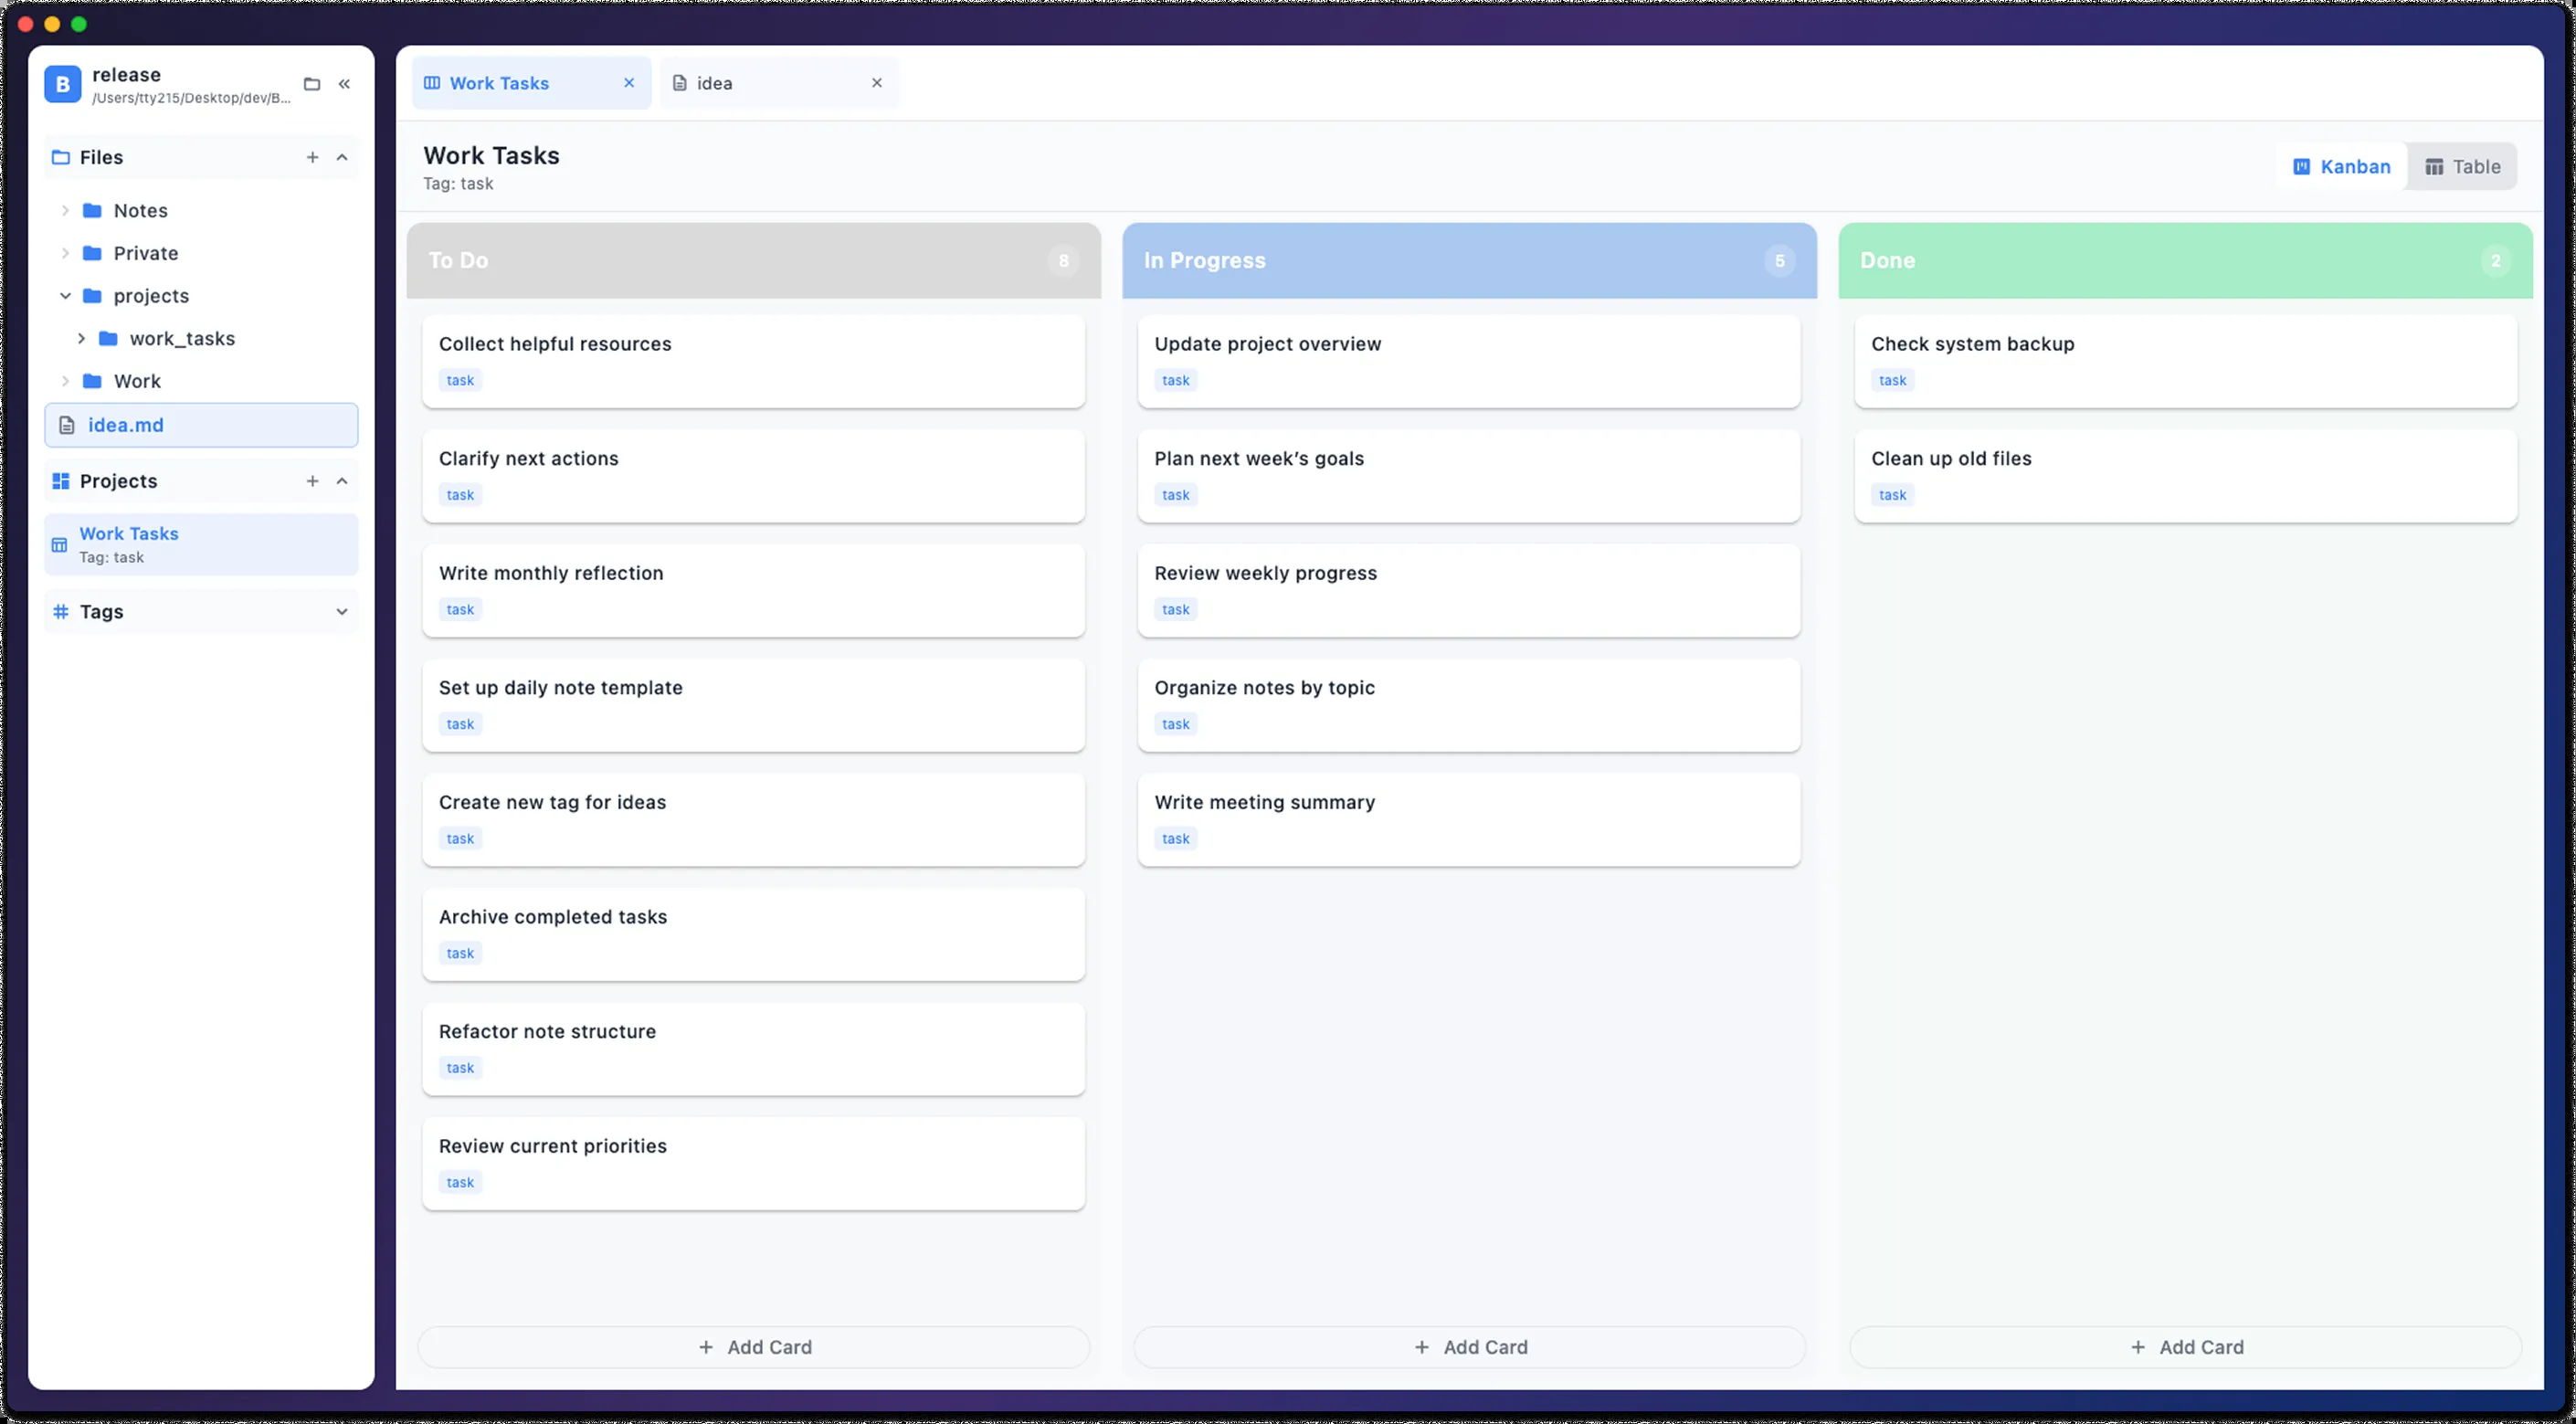 B
release
/Users/tty215/Desktop/dev/B...
Files
Notes
Private
projects
work_tasks
Work
idea.md
Projects
Work Tasks
Tag: task
Tags
Work Tasks
idea
Work Tasks
Tag: task
Kanban
Table
To Do
8
Collect helpful resources
task
Clarify next actions
task
Write monthly reflection
task
Set up daily note template
task
Create new tag for ideas
task
Archive completed tasks
task
Refactor note structure
task
Review current priorities
task
+ Add Card
In Progress
5
Update project overview
task
Plan next week’s goals
task
Review weekly progress
task
Organize notes by topic
task
Write meeting summary
task
+ Add Card
Done
2
Check system backup
task
Clean up old files
task
+ Add Card